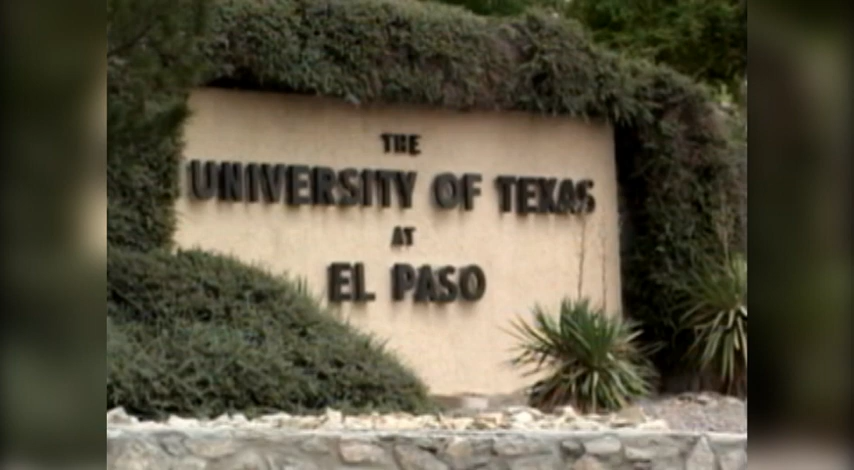 THE
UNIVERSITY OF TEXAS
AT
EL PASO